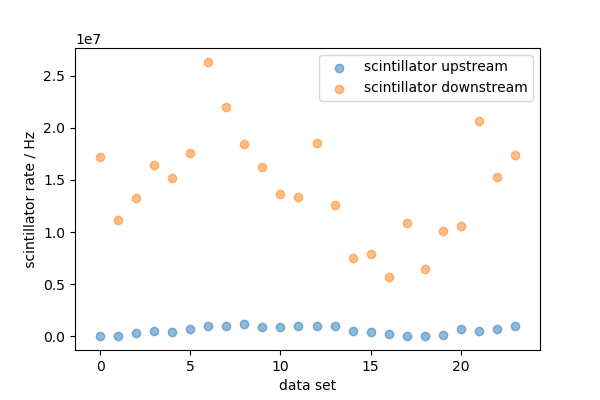 1e7
scintillator upstream
scintillator downstream
2.5
2.0
1.5
1.0
0.5
0.0
scintillator rate / Hz
0 5 10 15 20
data set